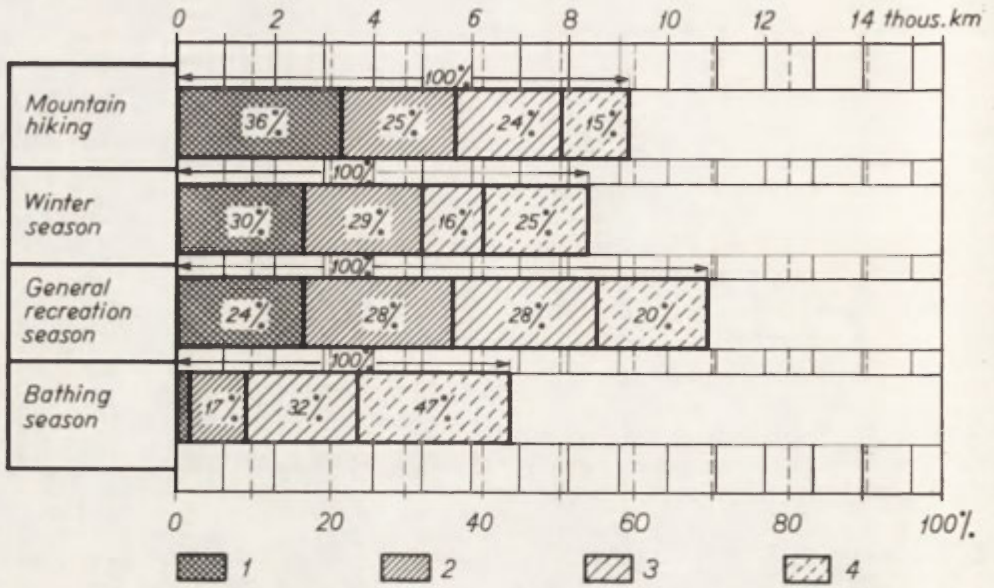 0 2 4 6 8 10 12 14 thous.km
100%
Mountain
hiking
36% 25% 24% 15%
100%
Winter
season
30% 29% 16% 25%
100%
General
recreation
season
24% 28% 28% 20%
100%
Bathing
season
17% 32% 47%
0 20 40 60 80 100%
1 2 3 4